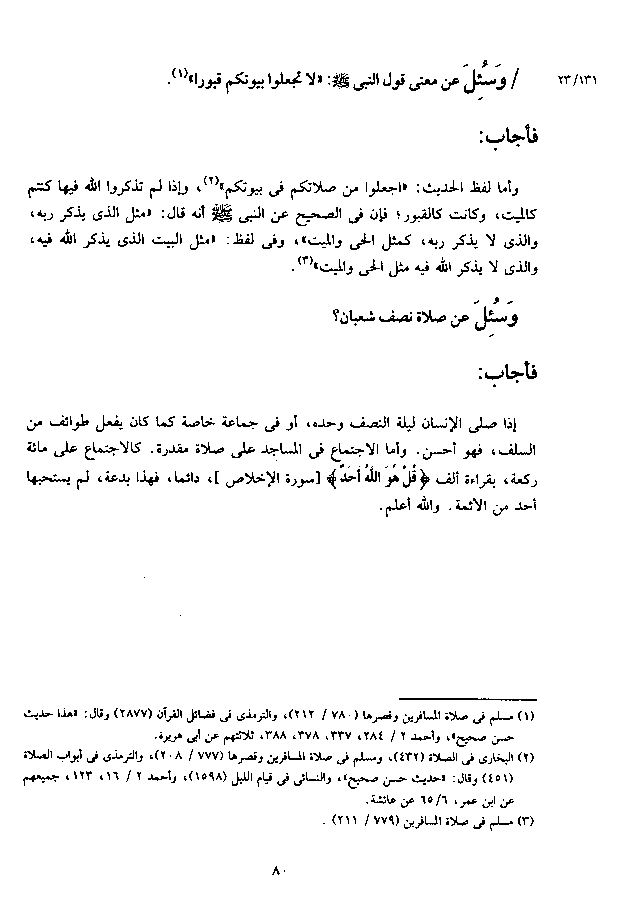 ٢٣/١٣١ / وَسُئِلَ عن معنى قول النبى ﷺ: «لا تجعلوا بيوتكم قبورا»(١).
فأجاب:
وأما لفظ الحديث: «اجعلوا من صلاتكم فى بيوتكم»(٢)، وإذا لم تذكروا الله فيها كنتم
كالميت، وكانت كالقبور؛ فإن فى الصحيح عن النبى ﷺ أنه قال: «مثل الذى يذكر ربه،
والذى لا يذكر ربه، كمثل الحى والميت»، وفى لفظ: «مثل البيت الذى يذكر الله فيه،
والذى لا يذكر الله فيه مثل الحى والميت»(٣).
وَسُئِلَ عن صلاة نصف شعبان؟
فأجاب:
إذا صلى الإنسان ليلة النصف وحده، أو فى جماعة خاصة كما كان يفعل طوائف من
السلف، فهو أحسن. وأما الاجتماع فى المساجد على صلاة مقدرة. كالاجتماع على مائة
ركعة، بقراءة ألف ﴿قُلْ هُوَ اللَّهُ أَحَدٌ﴾ [سورة الإخلاص]، دائما، فهذا بدعة، لم يستحبها
أحد من الأئمة. والله أعلم.
(١) مسلم فى صلاة المسافرين وقصرها (٧٨٠ / ٢١٢)، والترمذى فى فضائل القرآن (٢٨٧٧) وقال: «هذا حديث
حسن صحيح»، وأحمد ٢ / ٢٨٤، ٣٣٧، ٣٧٨، ٣٨٨، ثلاثتهم عن أبى هريرة.
(٢) البخارى فى الصلاة (٤٣٢)، ومسلم فى صلاة المسافرين وقصرها (٧٧٧ / ٢٠٨)، والترمذى فى أبواب الصلاة
(٤٥١) وقال: «حديث حسن صحيح»، والنسائى فى قيام الليل (١٥٩٨)، وأحمد ٢ / ١٦، ١٢٣، جميعهم
عن ابن عمر، ٦/ ٦٥ عن عائشة.
(٣) مسلم فى صلاة المسافرين (٧٧٩ / ٢١١) .
٨٠